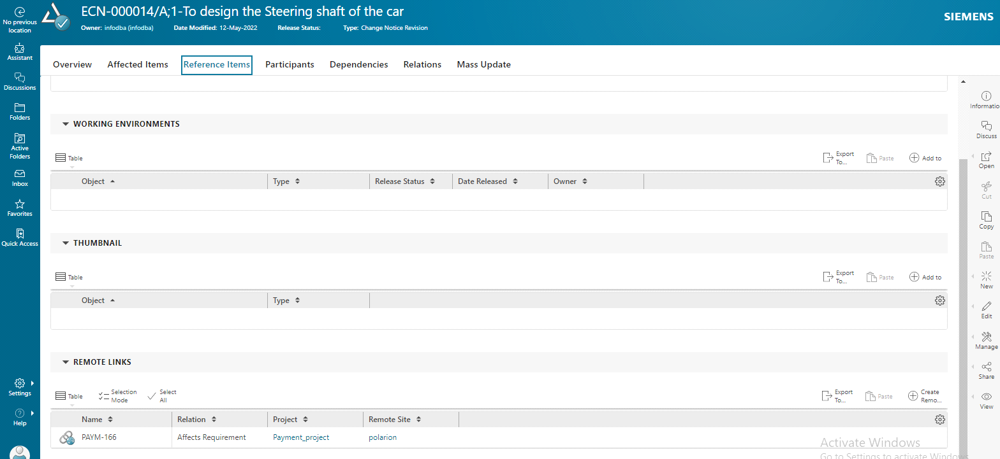 No previous
location
ECN-000014/A;1-To design the Steering shaft of the car
Owner: infodba (infodba) Date Modified: 12-May-2022 Release Status: Type: Change Notice Revision
SIEMENS
Assistant
Discussions
Folders
Active
Folders
Inbox
Favorites
Quick Access
Settings
Help
Overview Affected Items Reference Items Participants Dependencies Relations Mass Update
WORKING ENVIRONMENTS
Table Export
To... Paste Add to
Object Type Release Status Date Released Owner
THUMBNAIL
Table Export
To... Paste Add to
Object Type
REMOTE LINKS
Table Selection
Mode Select
All Export
To... Paste Create
Remo...
Name Relation Project Remote Site
PAYM-166 Affects Requirement Payment_project polarion
Informatio
Discuss
Open
Cut
Copy
Paste
New
Edit
Manage
Share
View
Activate Windows
Go to Settings to activate Windows